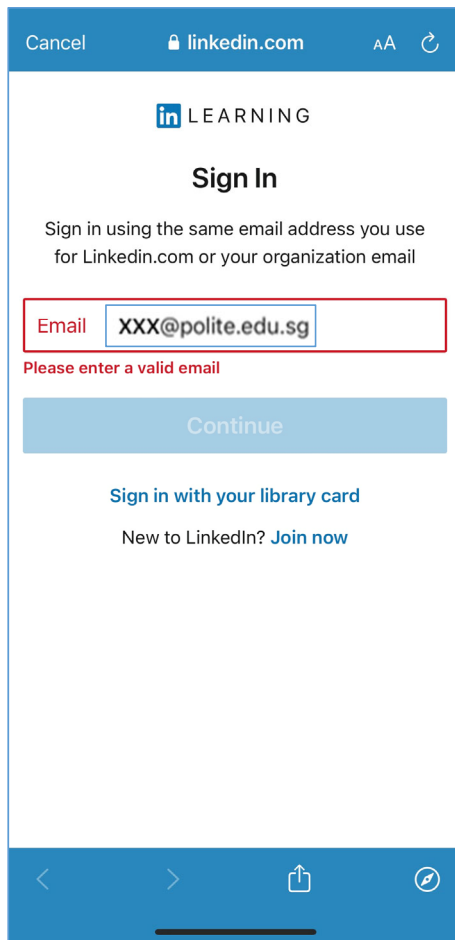 Cancel linkedin.com AA
in LEARNING
Sign In
Sign in using the same email address you use
for Linkedin.com or your organization email
Email XXX@polite.edu.sg
Please enter a valid email
Continue
Sign in with your library card
New to LinkedIn? Join now